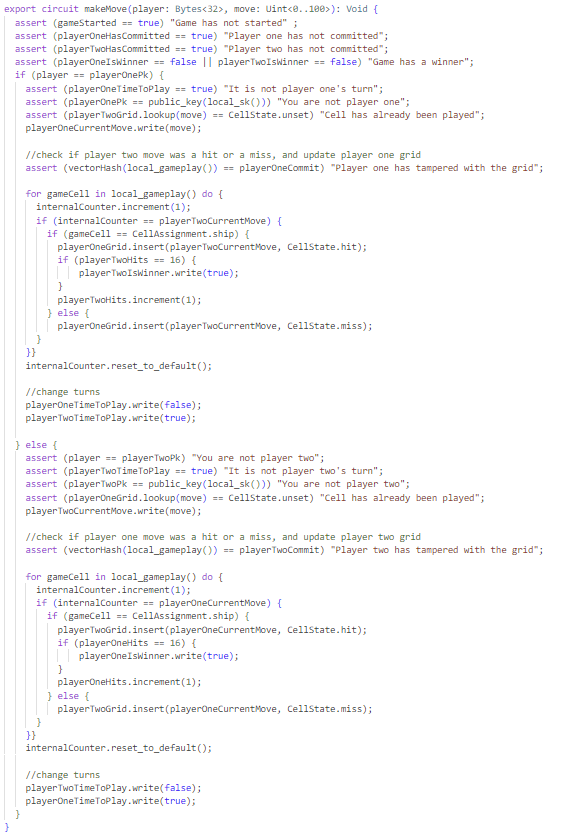 export circuit makeMove(player: Bytes<32>, move: Uint<0..100>): Void {
assert (gameStarted == true) "Game has not started" ;
assert (playerOneHasCommitted == true) "Player one has not committed";
assert (playerTwoHasCommitted == true) "Player two has not committed";
assert (playerOneIsWinner == false || playerTwoIsWinner == false) "Game has a winner";
if (player == playerOnePk) {
assert (playerOneTimeToPlay == true) "It is not player one's turn";
assert (playerOnePk == public_key(local_sk())) "You are not player one";
assert (playerTwoGrid.lookup(move) == CellState.unset) "Cell has already been played";
playerOneCurrentMove.write(move);

//check if player two move was a hit or a miss, and update player one grid
assert (vectorHash(local_gameplay()) == playerOneCommit) "Player one has tampered with the grid";

for gameCell in local_gameplay() do {
internalCounter.increment(1);
if (internalCounter == playerTwoCurrentMove) {
if (gameCell == CellAssignment.ship) {
playerOneGrid.insert(playerTwoCurrentMove, CellState.hit);
if (playerTwoHits == 16) {
playerTwoIsWinner.write(true);
}
playerTwoHits.increment(1);
} else {
playerOneGrid.insert(playerTwoCurrentMove, CellState.miss);
}
}}
internalCounter.reset_to_default();

//change turns
playerOneTimeToPlay.write(false);
playerTwoTimeToPlay.write(true);

} else {
assert (player == playerTwoPk) "You are not player two";
assert (playerTwoTimeToPlay == true) "It is not player two's turn";
assert (playerTwoPk == public_key(local_sk())) "You are not player two";
assert (playerOneGrid.lookup(move) == CellState.unset) "Cell has already been played";
playerTwoCurrentMove.write(move);

//check if player one move was a hit or a miss, and update player two grid
assert (vectorHash(local_gameplay()) == playerTwoCommit) "Player two has tampered with the grid";

for gameCell in local_gameplay() do {
internalCounter.increment(1);
if (internalCounter == playerOneCurrentMove) {
if (gameCell == CellAssignment.ship) {
playerTwoGrid.insert(playerOneCurrentMove, CellState.hit);
if (playerOneHits == 16) {
playerOneIsWinner.write(true);
}
playerOneHits.increment(1);
} else {
playerTwoGrid.insert(playerOneCurrentMove, CellState.miss);
}
}}
internalCounter.reset_to_default();

//change turns
playerTwoTimeToPlay.write(false);
playerOneTimeToPlay.write(true);
}
}